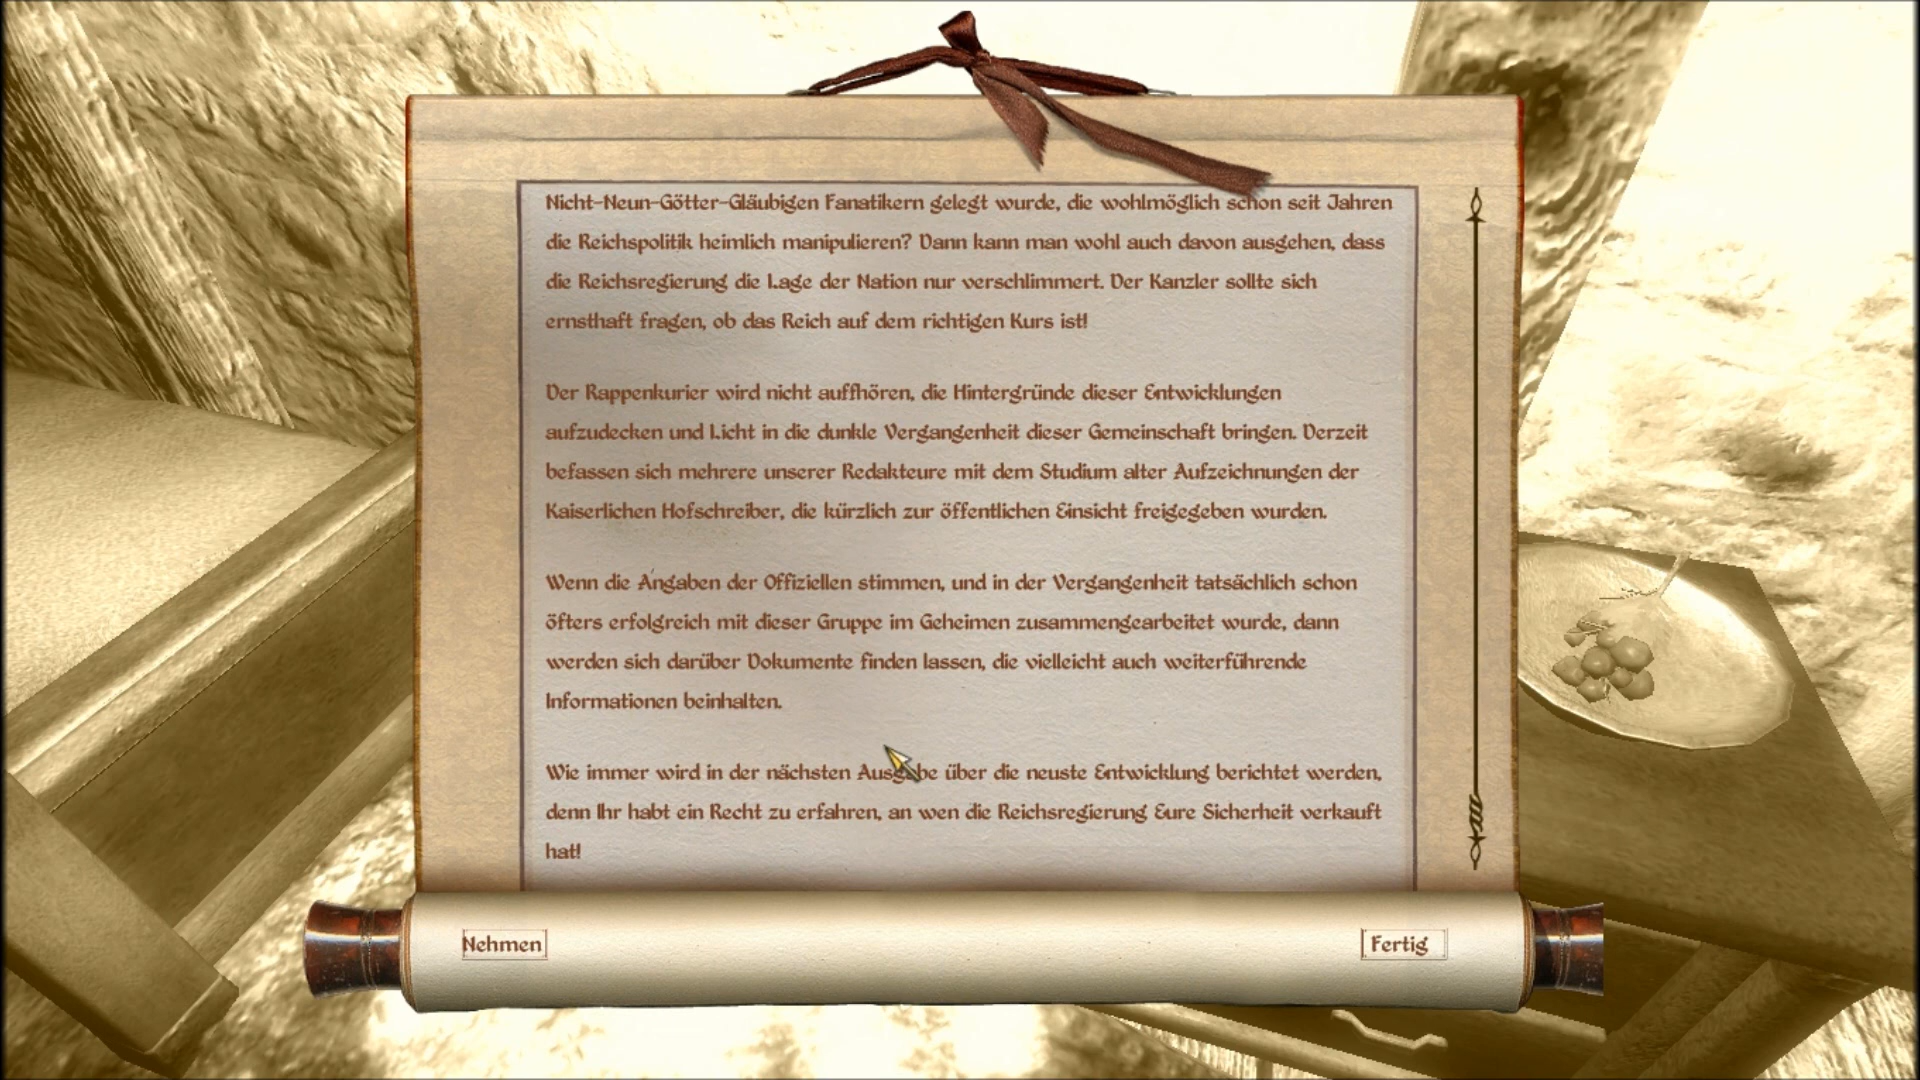 Nicht-Neun-Götter-Gläubigen Fanatikern gelegt wurde, die wohlmöglich schon seit Jahren
die Reichspolitik heimlich manipulieren? Dann kann man wohl auch davon ausgehen, dass
die Reichsregierung die Lage der Nation nur verschlimmert. Der Kanzler sollte sich
ernsthaft fragen, ob das Reich auf dem richtigen Kurs ist!
Der Rappenkurier wird nicht auffhören, die Hintergründe dieser Entwicklungen
aufzudecken und Licht in die dunkle Vergangenheit dieser Gemeinschaft bringen. Derzeit
befassen sich mehrere unserer Redakteure mit dem Studium alter Aufzeichnungen der
Kaiserlichen Hofschreiber, die kürzlich zur öffentlichen Einsicht freigegeben wurden.
Wenn die Angaben der Offiziellen stimmen, und in der Vergangenheit tatsächlich schon
öfters erfolgreich mit dieser Gruppe im Geheimen zusammengearbeitet wurde, dann
werden sich darüber Dokumente finden lassen, die vielleicht auch weiterführende
Informationen beinhalten.
Wie immer wird in der nächsten Ausgabe über die neuste Entwicklung berichtet werden,
denn Ihr habt ein Recht zu erfahren, an wen die Reichsregierung Eure Sicherheit verkauft
hat!
Nehmen
Fertig